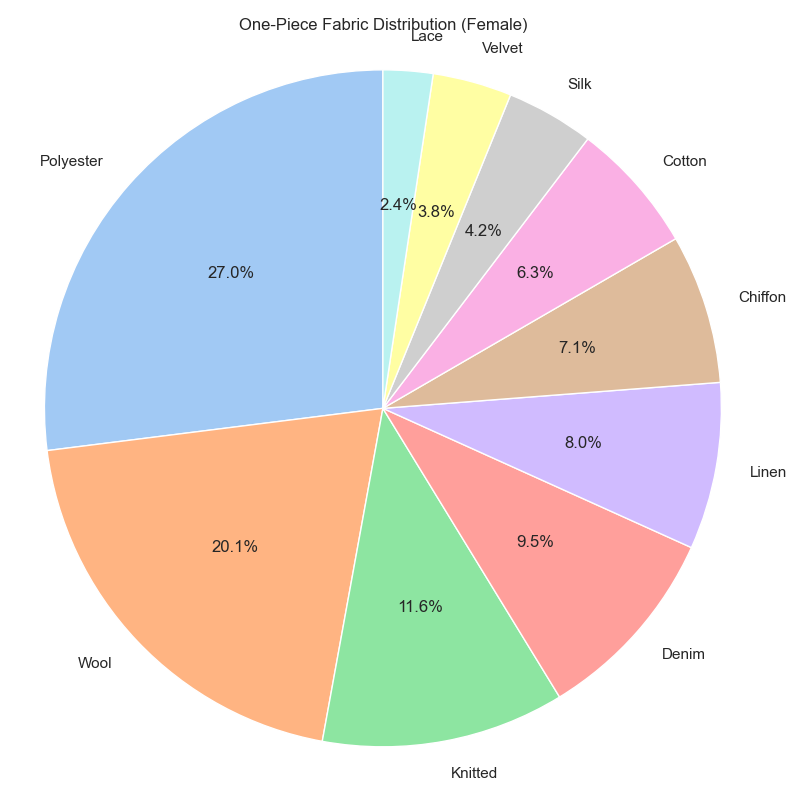 One-Piece Fabric Distribution (Female)
Lace
Velvet
Silk
Cotton
Chiffon
Linen
Denim
Knitted
Wool
Polyester
2.4%
3.8%
4.2%
6.3%
7.1%
8.0%
9.5%
11.6%
20.1%
27.0%